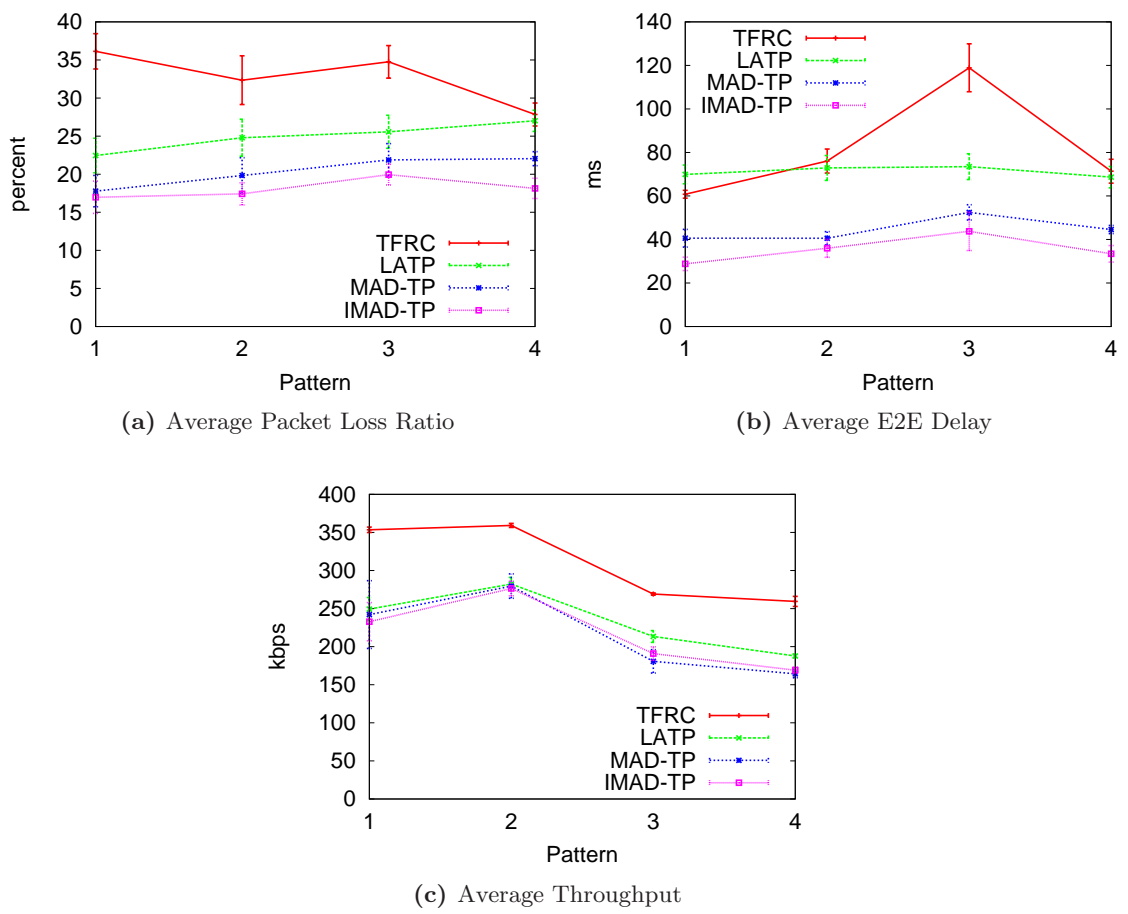 40
35
30
25
20
15
10
5
0
percent
TFRC
LATP
MAD-TP
IMAD-TP
1 2 3 4
Pattern
(a) Average Packet Loss Ratio
140
120
100
80
60
40
20
0
ms
TFRC
LATP
MAD-TP
IMAD-TP
1 2 3 4
Pattern
(b) Average E2E Delay
400
350
300
250
200
150
100
50
0
kbps
TFRC
LATP
MAD-TP
IMAD-TP
1 2 3 4
Pattern
(c) Average Throughput